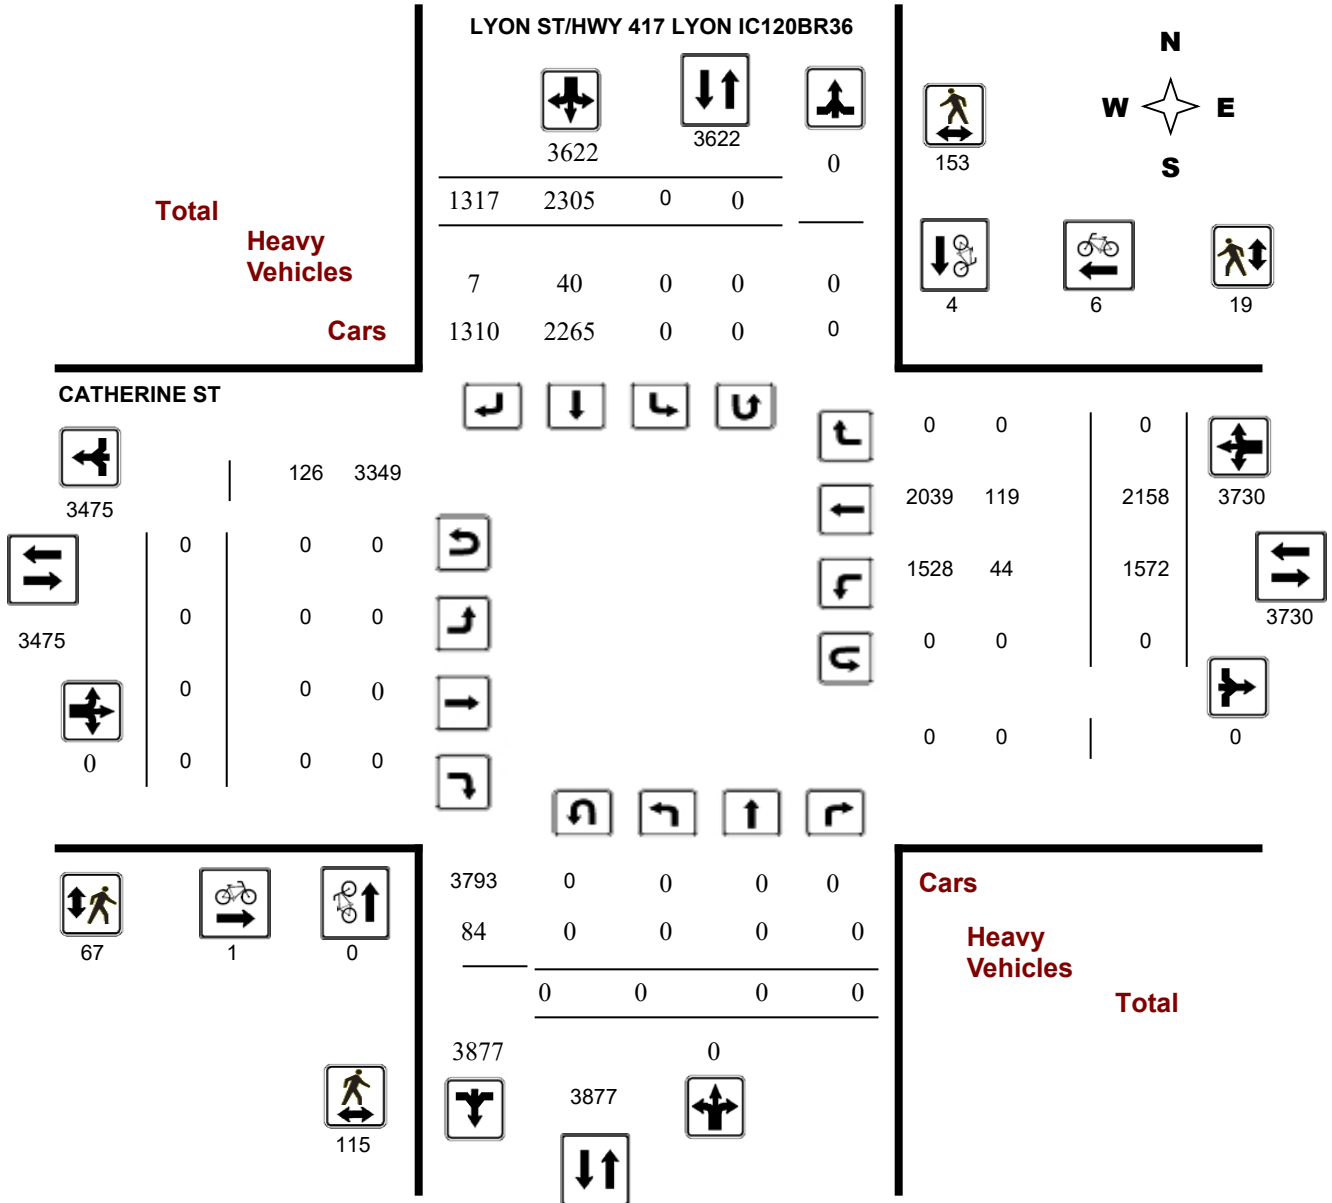 LYON ST/HWY 417 LYON IC120BR36
N
W E
S
3622 3622 0 153
Total 1317 2305 0 0
Heavy
Vehicles
7 40 0 0 0
4 6 19
Cars 1310 2265 0 0 0
CATHERINE ST
0 0 0
126 3349
3475
2039 119 2158 3730
0 0 0
1528 44 1572
3475
0 0 0
3730
0 0 0
0 0 0
0
0 0 0
0 0 0
3793 0 0 0 0
Cars
84 0 0 0 0
Heavy
Vehicles
67 1 0
0 0 0 0
Total
3877 0
3877
115